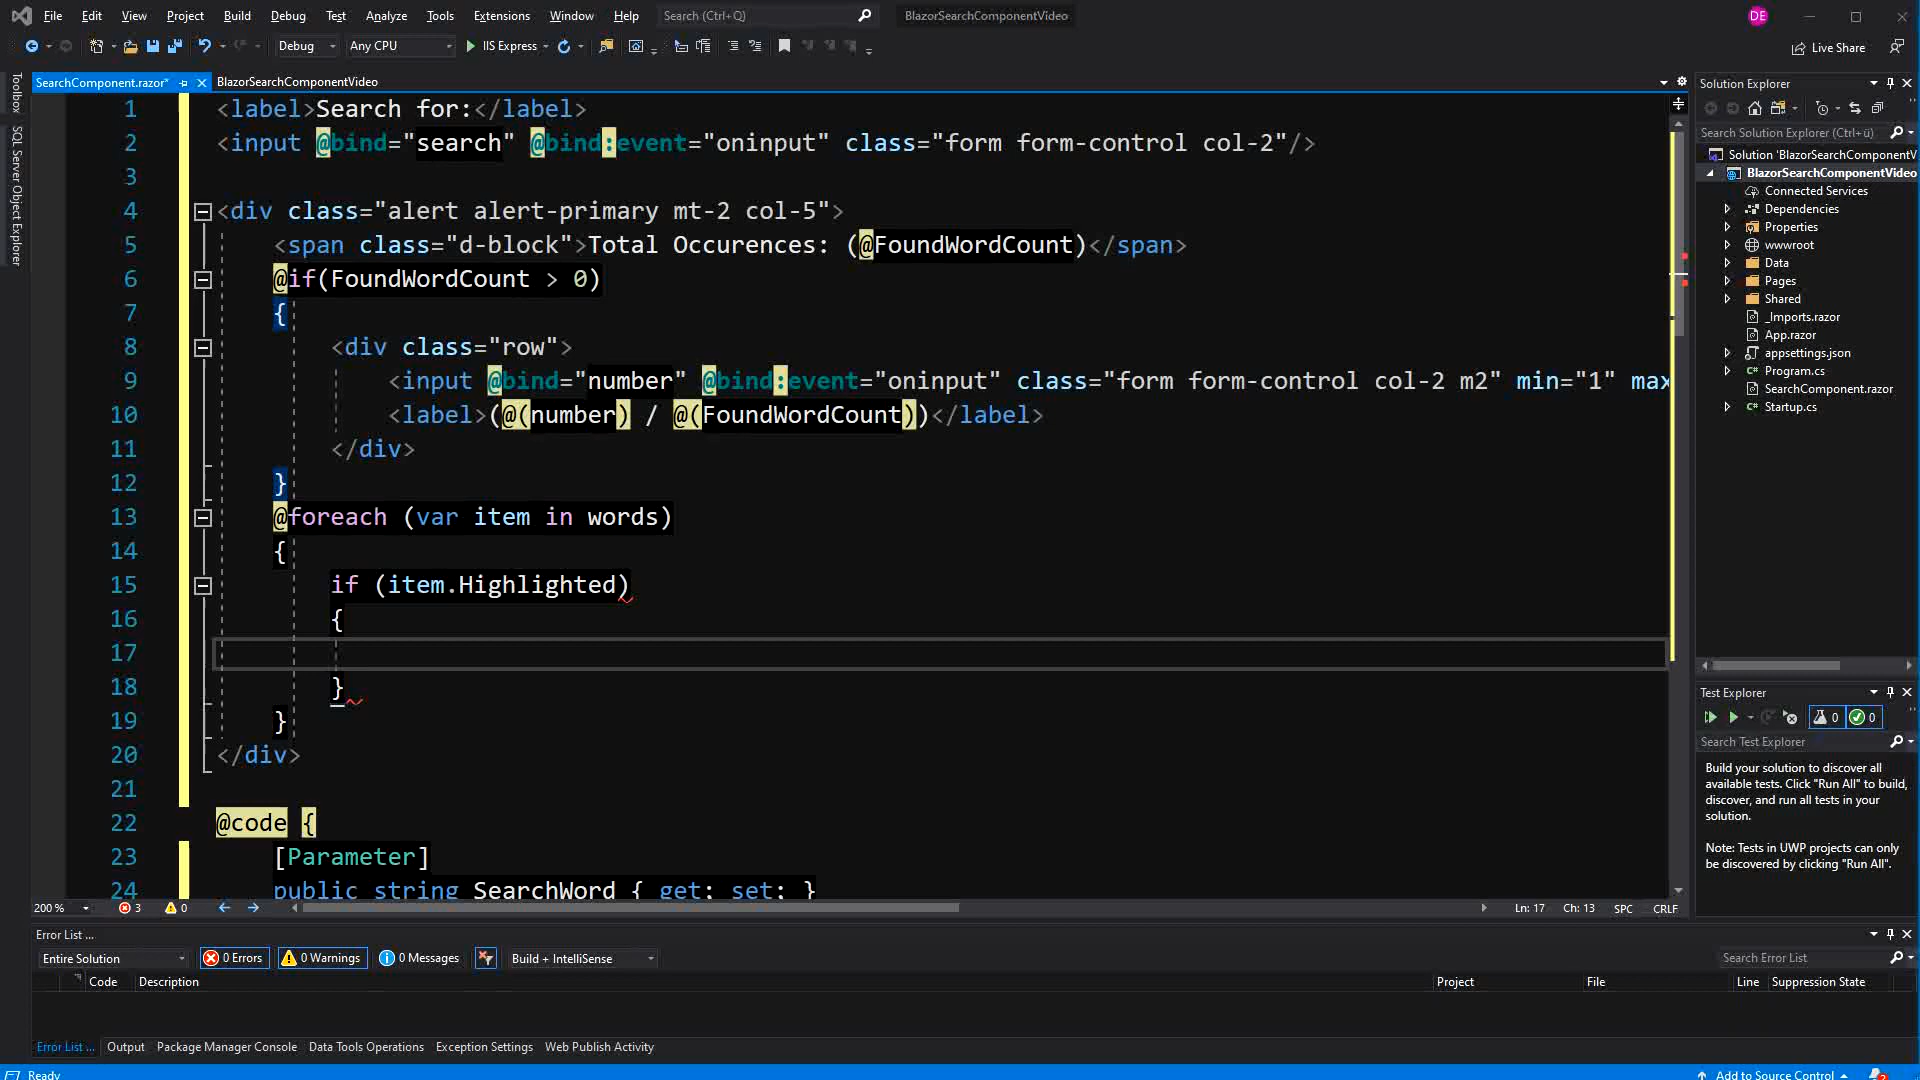 File Edit View Project Build Debug Test Analyze Tools Extensions Window Help Search (Ctrl+Q) BlazorSearchComponentVideo DE
Debug Any CPU IIS Express Live Share
SearchComponent.razor* BlazorSearchComponentVideo
Toolbox
SQL Server Object Explorer
1 <label>Search for:</label>
2 <input @bind="search" @bind:event="oninput" class="form form-control col-2"/>
3
4 <div class="alert alert-primary mt-2 col-5">
5 <span class="d-block">Total Occurences: (@FoundWordCount)</span>
6 @if(FoundWordCount > 0)
7 {
8 <div class="row">
9 <input @bind="number" @bind:event="oninput" class="form form-control col-2 m2" min="1" max
10 <label>(@(number) / @(FoundWordCount))</label>
11 </div>
12 }
13 @foreach (var item in words)
14 {
15 if (item.Highlighted)
16 {
17
18 }
19 }
20 </div>
21
22 @code {
23 [Parameter]
24 public string SearchWord { get; set; }
200 % 3 0 Ln: 17 Ch: 13 SPC CRLF
Solution Explorer
Search Solution Explorer (Ctrl+ü)
Solution 'BlazorSearchComponentV
BlazorSearchComponentVideo
Connected Services
Dependencies
Properties
wwwroot
Data
Pages
Shared
_Imports.razor
App.razor
appsettings.json
Program.cs
SearchComponent.razor
Startup.cs
Test Explorer
0 0
Search Test Explorer
Build your solution to discover all
available tests. Click "Run All" to build,
discover, and run all tests in your
solution.
Note: Tests in UWP projects can only
be discovered by clicking "Run All".
Error List ...
Entire Solution 0 Errors 0 Warnings 0 Messages Build + IntelliSense Search Error List
Code Description Project File Line Suppression State
Error List ... Output Package Manager Console Data Tools Operations Exception Settings Web Publish Activity
Ready Add to Source Control 2